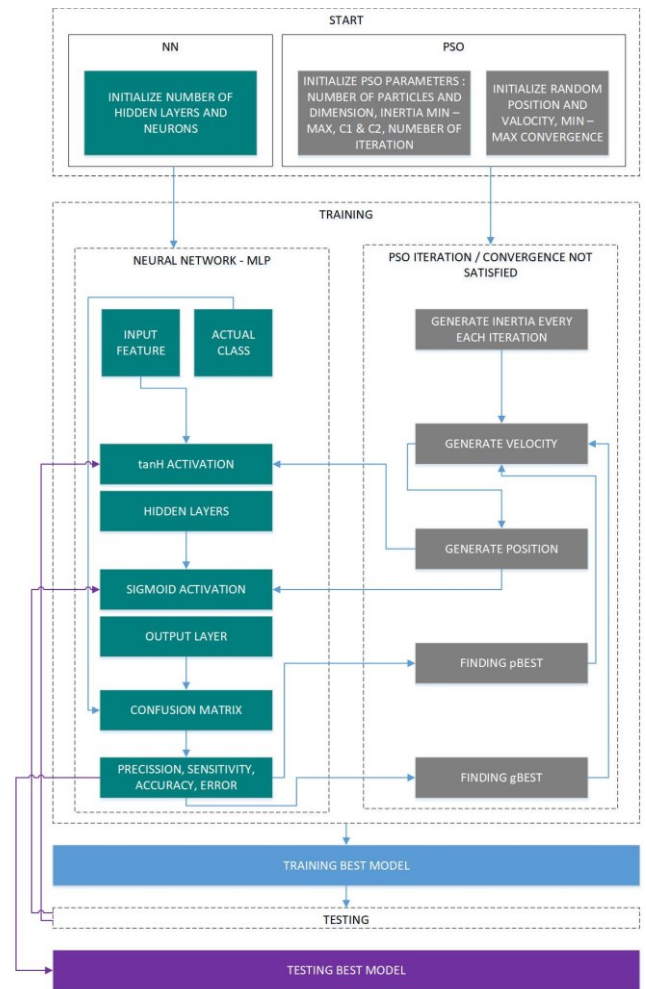 START
NN
PSO
INITIALIZE NUMBER OF
HIDDEN LAYERS AND
NEURONS
INITIALIZE PSO PARAMETERS :
NUMBER OF PARTICLES AND
DIMENSION, INERTIA MIN –
MAX, C1 & C2, NUMEBER OF
ITERATION
INITIALIZE RANDOM
POSITION AND
VALOCITY, MIN –
MAX CONVERGENCE
TRAINING
NEURAL NETWORK - MLP
PSO ITERATION / CONVERGENCE NOT
SATISFIED
INPUT
FEATURE
ACTUAL
CLASS
GENERATE INERTIA EVERY
EACH ITERATION
tanH ACTIVATION
GENERATE VELOCITY
HIDDEN LAYERS
GENERATE POSITION
SIGMOID ACTIVATION
OUTPUT LAYER
FINDING pBEST
CONFUSION MATRIX
PRECISSION, SENSITIVITY,
ACCURACY, ERROR
FINDING gBEST
TRAINING BEST MODEL
TESTING
TESTING BEST MODEL